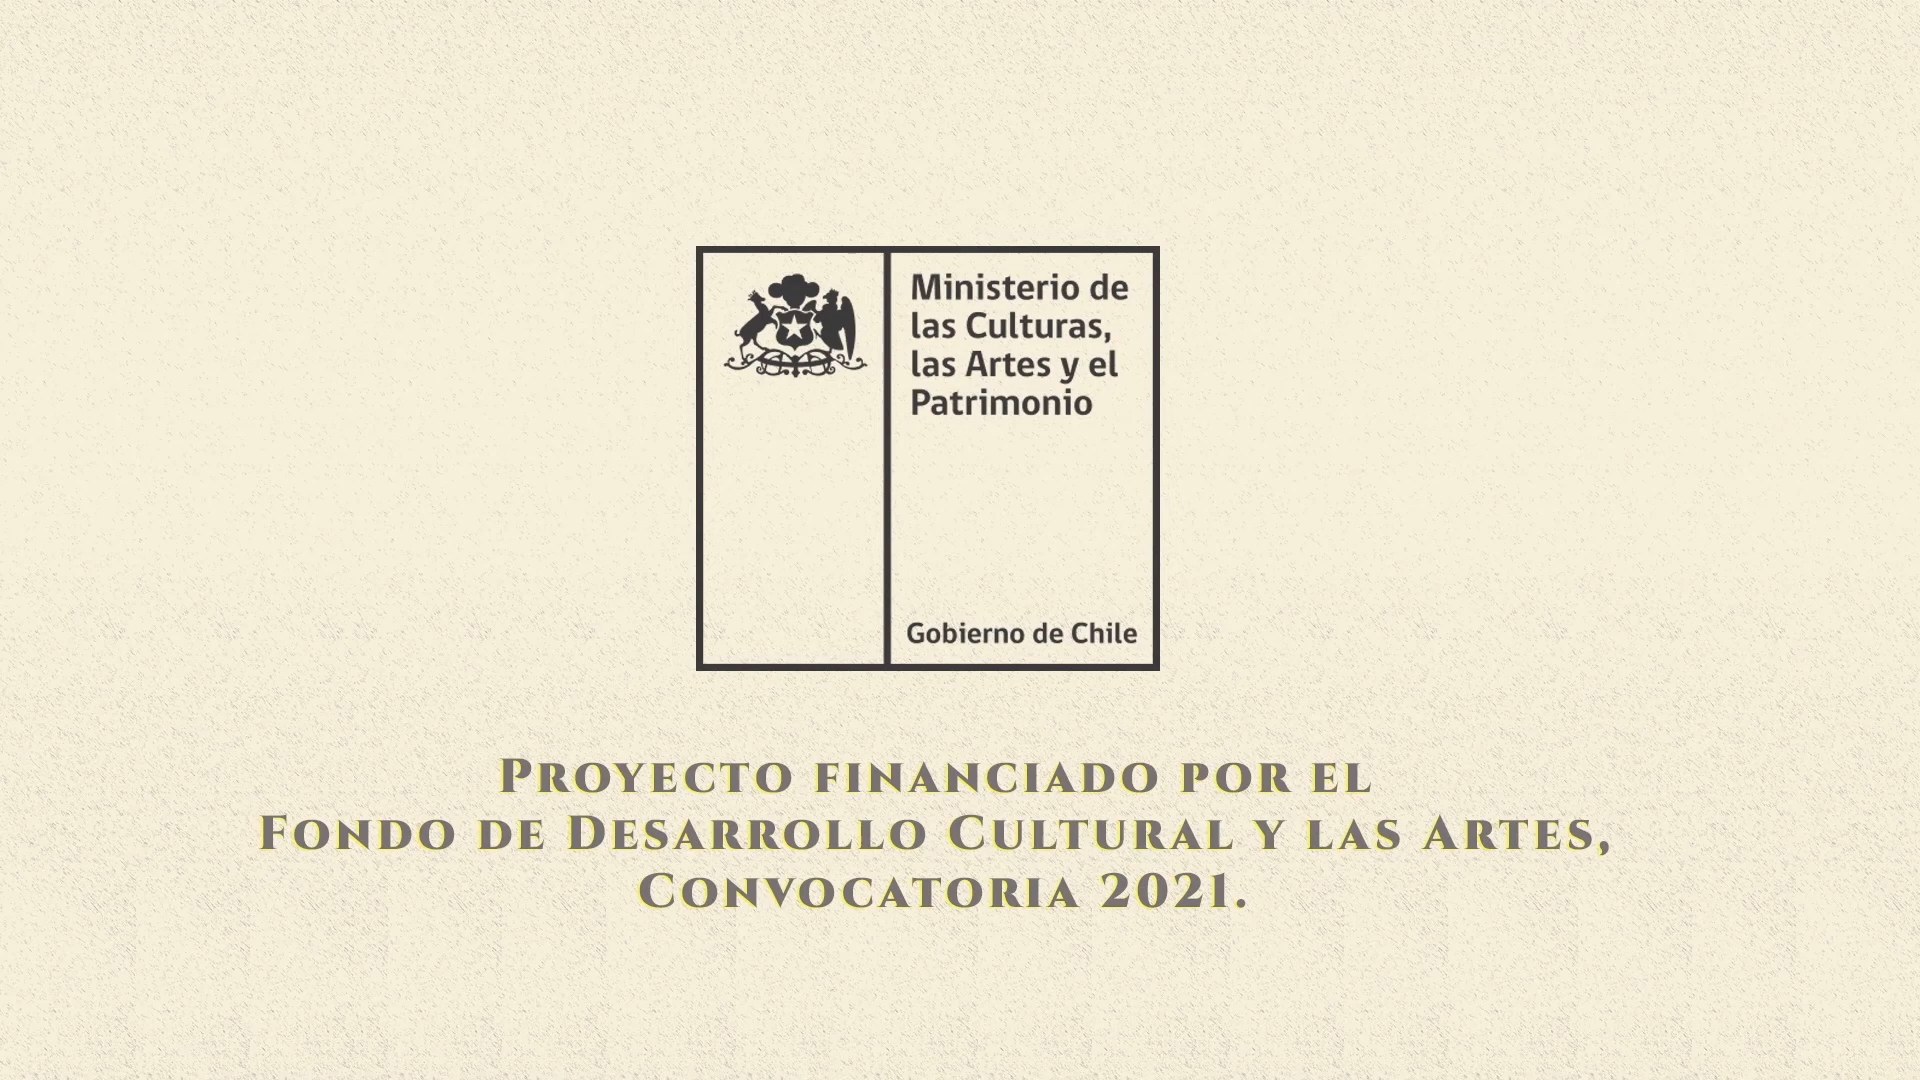 Ministerio de
las Culturas,
las Artes y el
Patrimonio
Gobierno de Chile
Proyecto financiado por el
Fondo de Desarrollo Cultural y las Artes,
Convocatoria 2021.